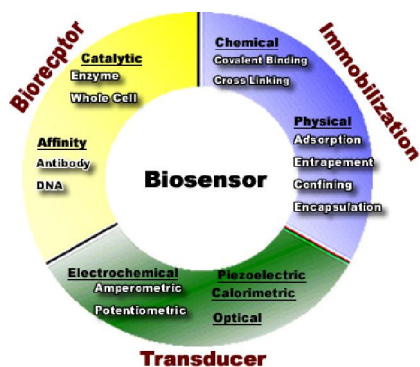 Biorecptor
Catalytic
Enzyme
Whole Cell
Affinity
Antibody
DNA
Immobilization
Chemical
Covalent Binding
Cross Linking
Physical
Adsorption
Entrapement
Confining
Encapsulation
Biosensor
Electrochemical
Amperometric
Potentiometric
Piezoelectric
Calorimetric
Optical
Transducer